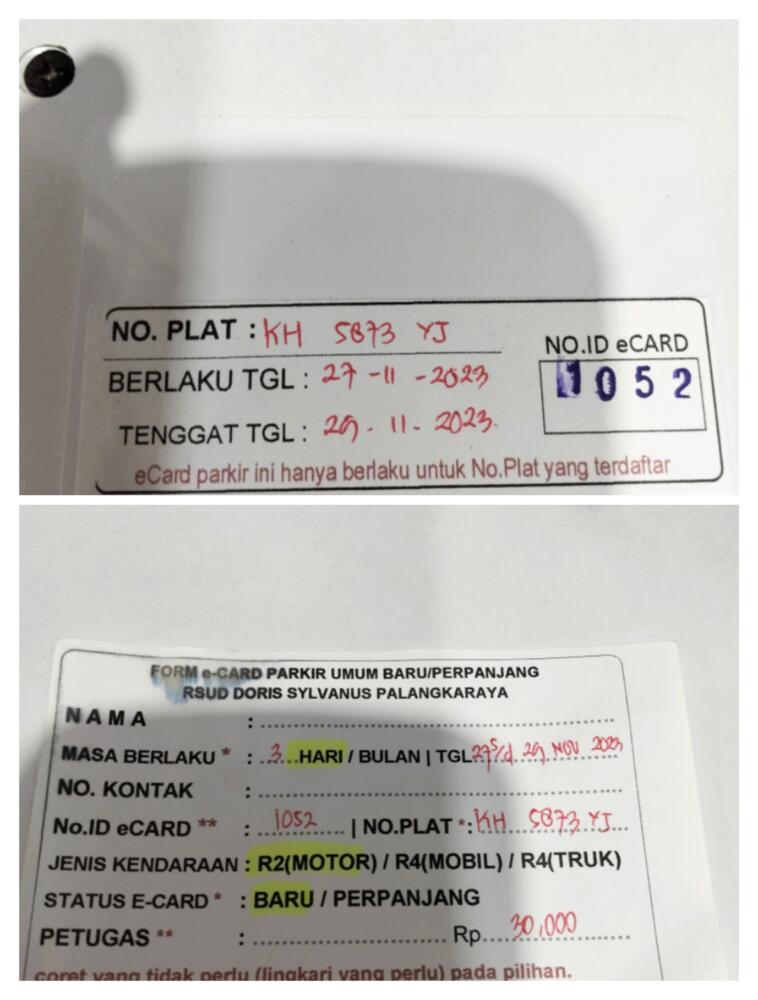 NO. PLAT : KH 5873 YJ
NO.ID eCARD
BERLAKU TGL : 27 - 11 - 2023
1052
TENGGAT TGL : 29 - 11 - 2023
eCard parkir ini hanya berlaku untuk No.Plat yang terdaftar
FORM e-CARD PARKIR UMUM BARU/PERPANJANG
RSUD DORIS SYLVANUS PALANGKARAYA
NAMA :
MASA BERLAKU * : 3 HARI / BULAN | TGL 27 s/d 29 NOV 2023
NO. KONTAK :
No.ID eCARD ** : 1052 | NO.PLAT *: KH 5873 YJ
JENIS KENDARAAN : R2(MOTOR) / R4(MOBIL) / R4(TRUK)
STATUS E-CARD * : BARU / PERPANJANG
PETUGAS ** : Rp. 30,000
coret yang tidak perlu (lingkari yang perlu) pada pilihan.